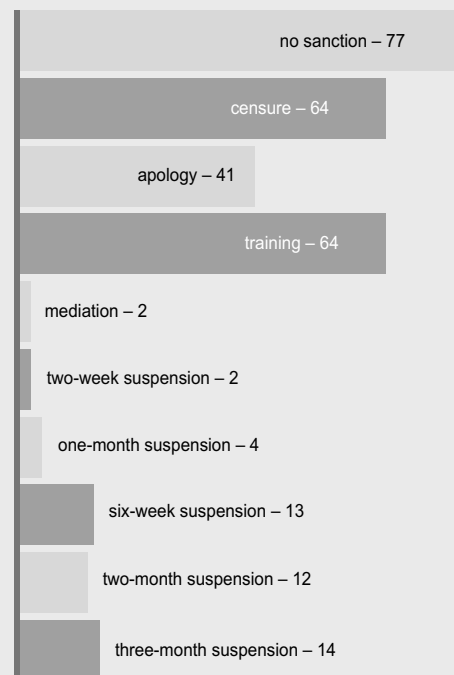 no sanction – 77
censure – 64
apology – 41
training – 64
mediation – 2
two-week suspension – 2
one-month suspension – 4
six-week suspension – 13
two-month suspension – 12
three-month suspension – 14